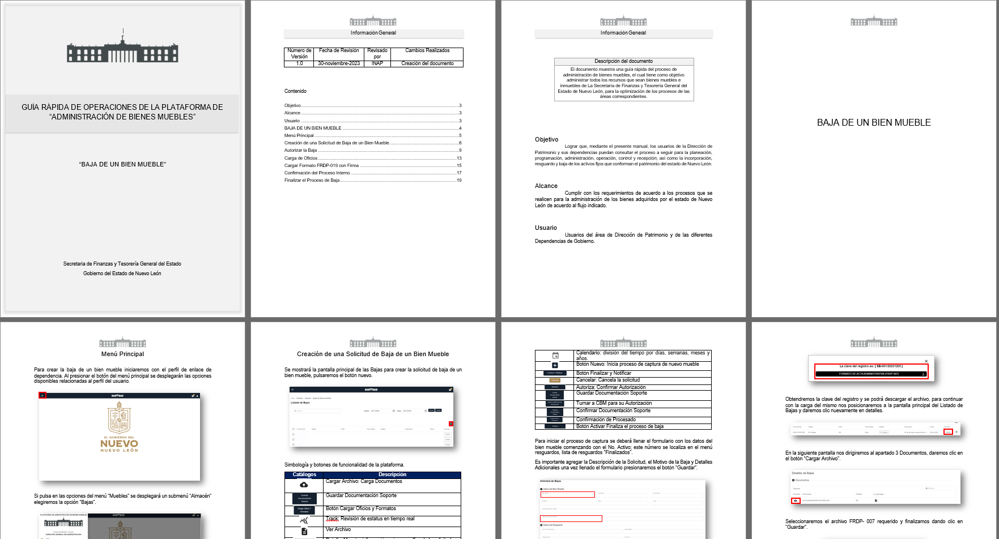 GUÍA RÀPIDA DE OPERACIONES DE LA PLATAFORMA DE
“ADMINISTRACIÓN DE BIENES MUEBLES”
“BAJA DE UN BIEN MUEBLE”
Secretaria de Finanzas y Tesorería General del Estado
Gobierno del Estado de Nuevo León
Información General
Número de Versión	Fecha de Revisión	Revisado por	Cambios Realizados
1.0	30-noviembre-2023	INAP	Creación del documento
Contenido
Objetivo	3
Alcance	3
Usuario	3
BAJA DE UN BIEN MUEBLE	4
Menú Principal	5
Creación de una Solicitud de Baja de un Bien Mueble	6
Autorizar la Baja	9
Carga de Oficios	13
Cargar Formato FRDP-019 con Firma	15
Confirmación del Proceso Interno	17
Finalizar el Proceso de Baja	19
Información General
Descripción del documento
El documento muestra una guía rápida del proceso de
administración de bienes muebles, el cual tiene como objetivo
administrar todos los recursos que sean bienes muebles e
inmuebles de La Secretaría de Finanzas y Tesorería General del
Estado de Nuevo León, para la optimización de los procesos de las
áreas correspondientes.
Objetivo
Lograr que, mediante el presente manual, los usuarios de la Dirección de
Patrimonio y sus dependencias puedan consultar el proceso a seguir para la planeación,
programación, administración, operación, control y recepción; así como la incorporación,
resguardo y baja de los activos fijos que conforman el patrimonio del estado de Nuevo León.
Alcance
Cumplir con los requerimientos de acuerdo a los procesos que se
realicen para la administración de los bienes adquiridos por el estado de Nuevo
León de acuerdo al flujo indicado.
Usuario
Usuarios del área de Dirección de Patrimonio y de las diferentes
Dependencias de Gobierno.
BAJA DE UN BIEN MUEBLE
Menú Principal
Para crear la baja de un bien mueble iniciaremos con el perfil de enlace de
dependencia. Al presionar el botón del menú principal se desplegarán las opciones
disponibles relacionadas al perfil del usuario.
EL GOBIERNO DEL
NUEVO
NUEVO LEÓN
Si pulsa en las opciones del menú “Muebles” se desplegará un submenú “Almacén”
elegiremos la opción “Bajas”.
PLATAFORMA DE ADMINISTRACIÓN DE BIENES MUEBLES
DIRECCIÓN GENERAL DE ADMINISTRACIÓN
Creación de una Solicitud de Baja de un Bien Mueble
Se mostrará la pantalla principal de las Bajas para crear la solicitud de baja de un
bien mueble, pulsaremos el botón nuevo.
Listado de Bajas
Simbología y botones de funcionalidad de la plataforma.
Catálogos	Descripción
Cargar Archivo: Carga Documentos
Guardar Documentación Soporte	Guardar Documentación Soporte
Cargar Oficio Y Formatos	Botón Cargar Oficios y Formatos
Track: Revisión de estatus en tiempo real
Ver Archivo
Calendario: división del tiempo por días, semanas, meses y
años.
Botón Nuevo: Inicia proceso de captura de nuevo mueble
Finalizar Y Notificar	Botón Finalizar y Notificar
Cancelar: Cancela la solicitud
Autoriza: Confirmar Autorización
Guardar Documentación Soporte
Turnar a CBM para su Autorización
Confirmar Documentación Soporte
Confirmación de Procesado
Botón Activar Finaliza el proceso de baja
Para iniciar el proceso de captura se deberá llenar el formulario con los datos del
bien mueble comenzando con el No. Activo; este número se localiza en el menú
resguardos, lista de resguardos “Finalizados”.
Es importante agregar la Descripción de la Solicitud, el Motivo de la Baja y Detalles
Adicionales una vez llenado el formulario presionaremos el botón “Guardar”.
Solicitud de Bajas
Datos de Bien Mueble
Datos del Resguardo
La clave del registro es: [ SB-001/20231205 ]
FORMATO DE ACTA ADMINISTRATIVA (FRDP-007)
Obtendremos la clave del registro y se podrá descargar el archivo, para continuar
con la carga del mismo nos posicionaremos a la pantalla principal del Listado de
Bajas y daremos clic nuevamente en detalles.
En la siguiente pantalla nos dirigiremos al apartado 3 Documentos, daremos clic en
el botón “Cargar Archivo”.
Detalles de Bajas
Documentos
Seleccionaremos el archivo FRDP- 007 requerido y finalizamos dando clic en
“Guardar”.